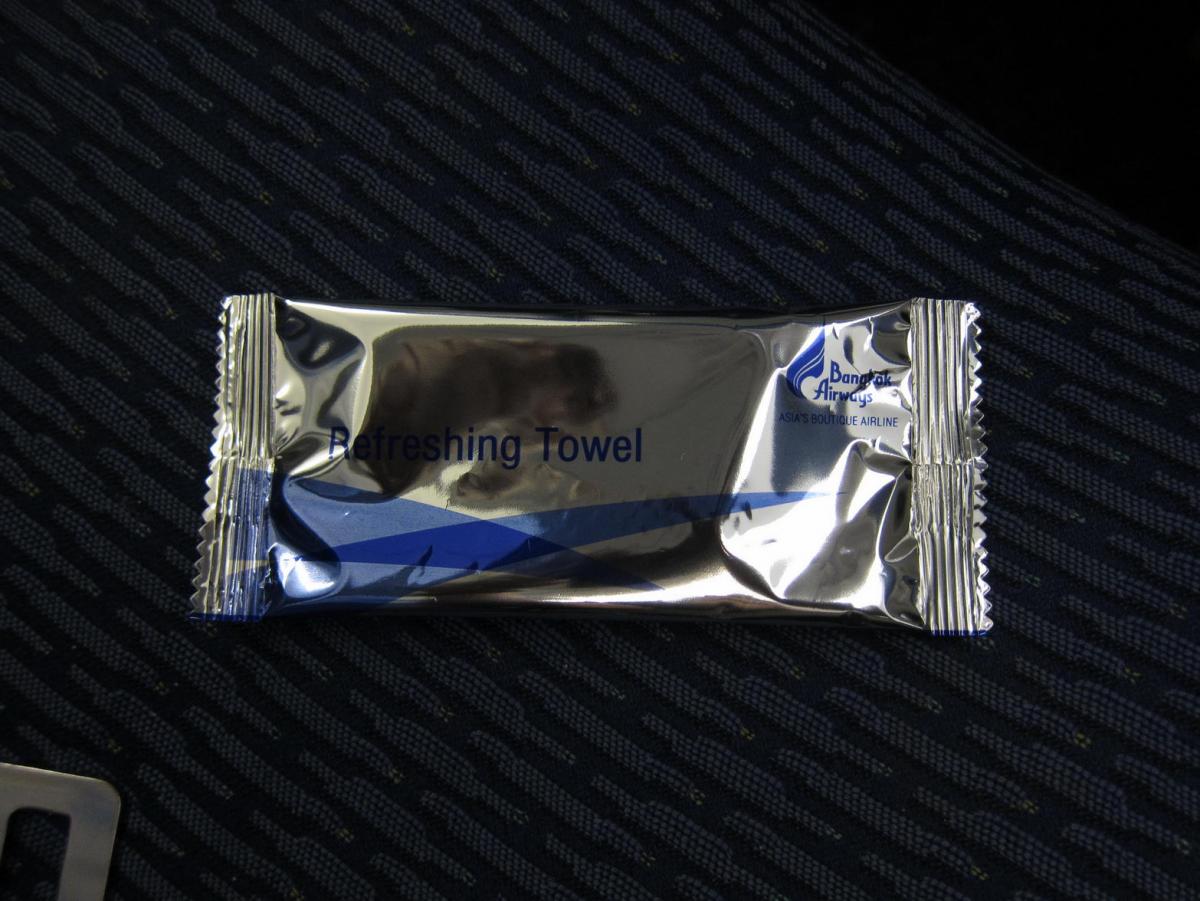 Bangkok
Airways
ASIA'S BOUTIQUE AIRLINE
Refreshing Towel